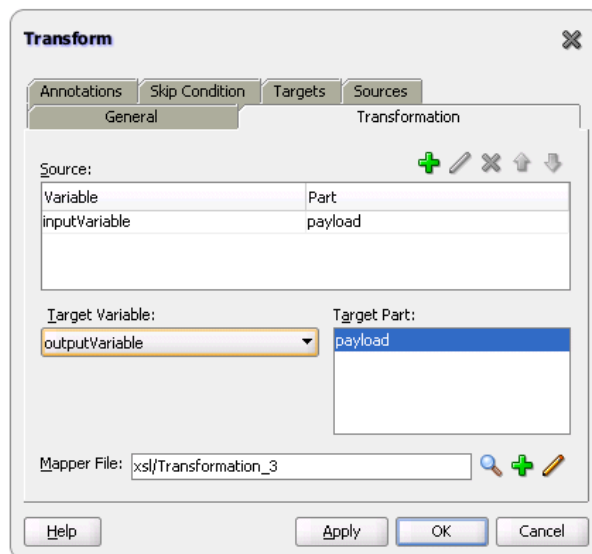 Transform
Annotations Skip Condition Targets Sources
General Transformation
Source:
Variable Part
inputVariable payload
Target Variable: Target Part:
outputVariable payload
Mapper File: xsl/Transformation_3
Help Apply OK Cancel